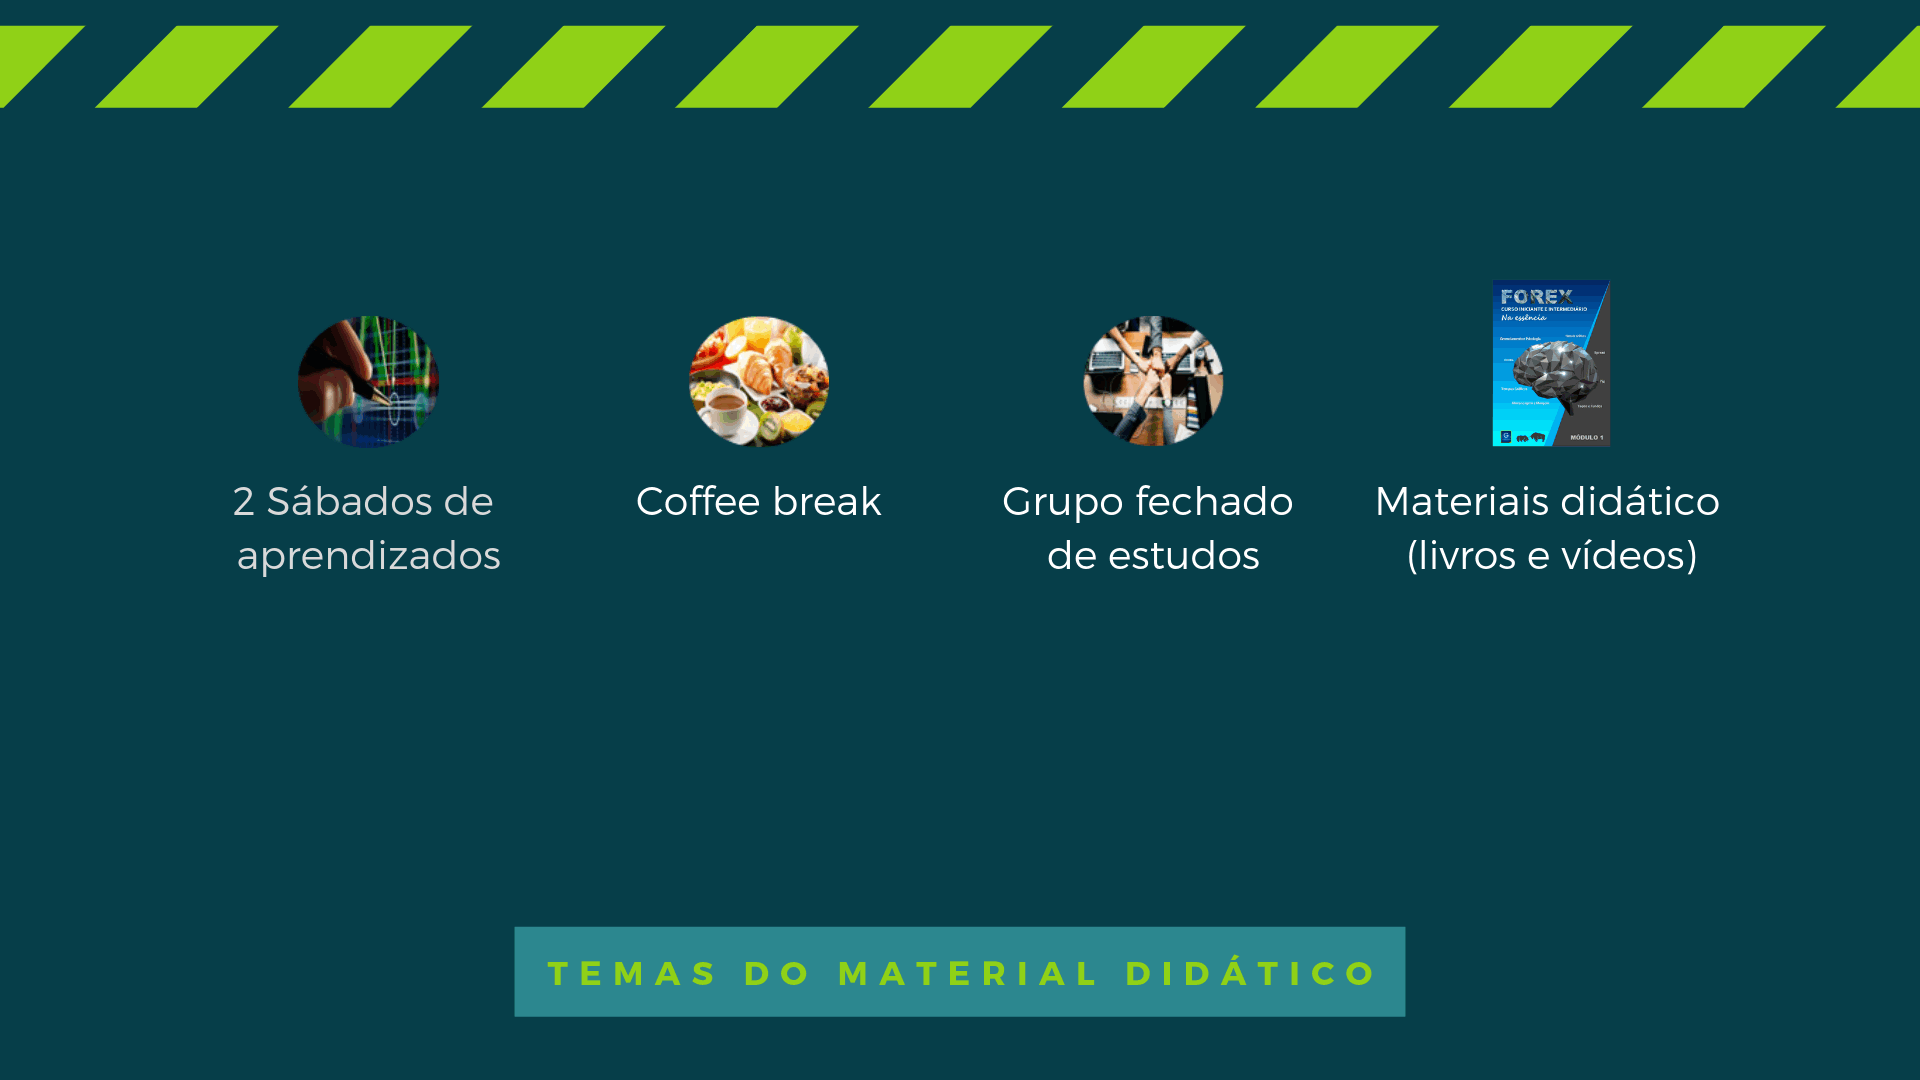 FOREX
CURSO INICIANTE E INTERMEDIÁRIO
Na essência
MÓDULO 1
2 Sábados de
aprendizados
Coffee break
Grupo fechado
de estudos
Materiais didático
(livros e vídeos)
TEMAS DO MATERIAL DIDÁTICO